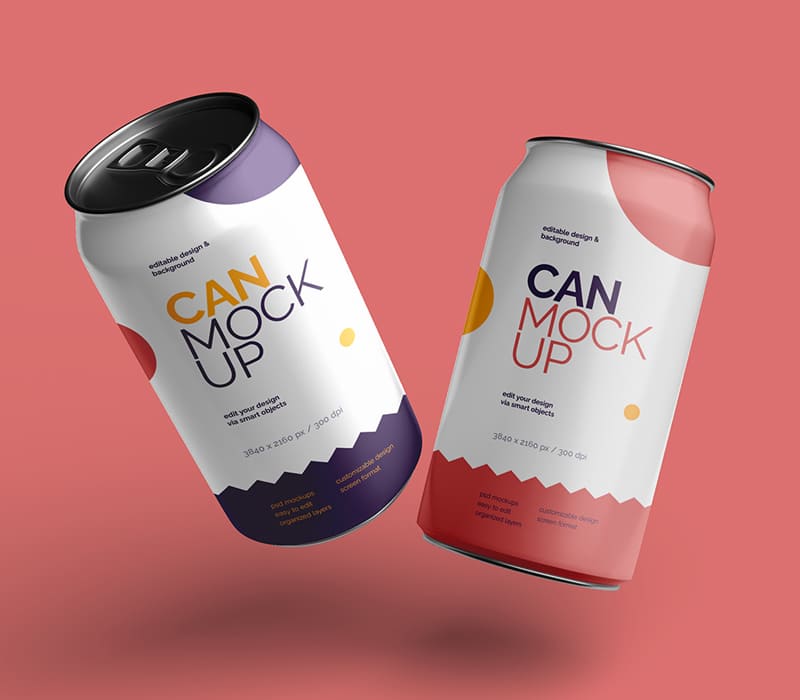 editable design &
background
CAN
MOCK
UP
edit your design
via smart objects
3840 x 2160 px / 300 dpi
psd mockups
easy to edit
organized layers
customizable design
screen format
editable design &
background
CAN
MOCK
UP
edit your design
via smart objects
3840 x 2160 px / 300 dpi
psd mockups
easy to edit
organized layers
customizable design
screen format